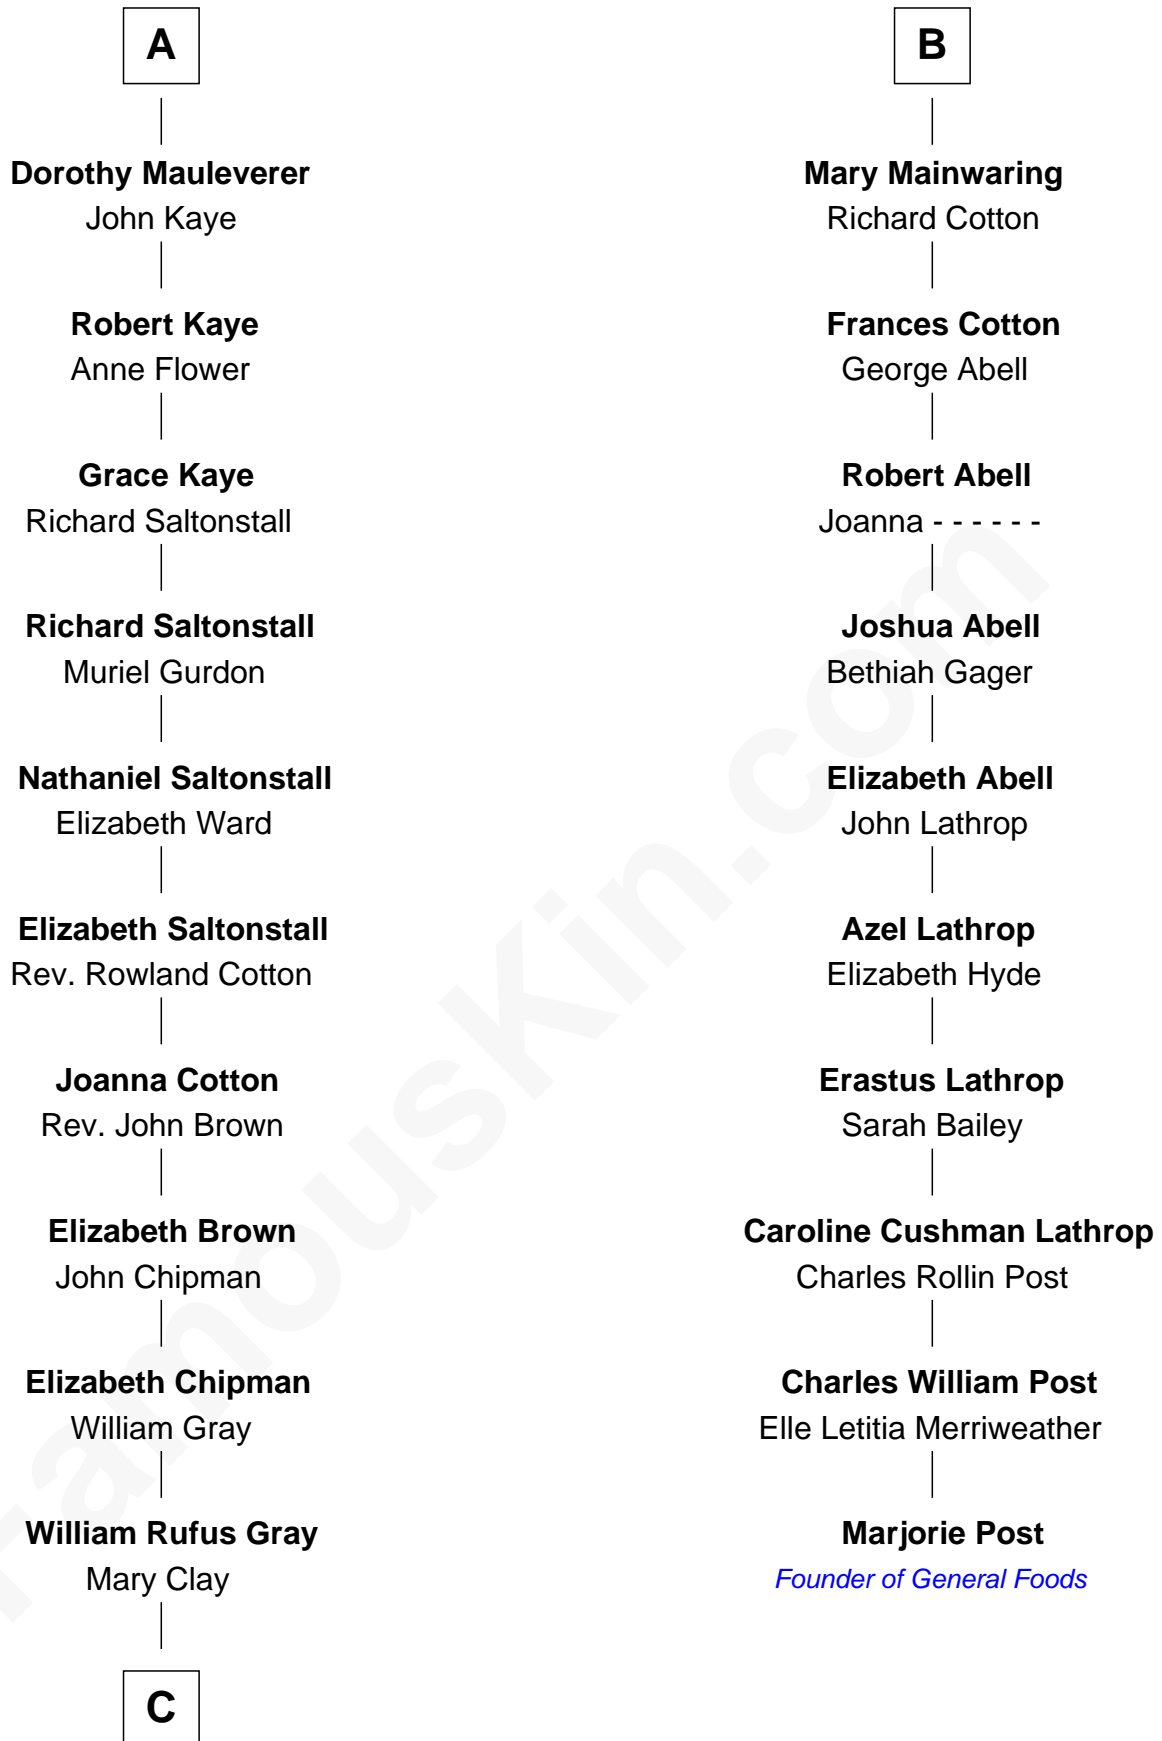 A
Dorothy Mauleverer
John Kaye
Robert Kaye
Anne Flower
Grace Kaye
Richard Saltonstall
Richard Saltonstall
Muriel Gurdon
Nathaniel Saltonstall
Elizabeth Ward
Elizabeth Saltonstall
Rev. Rowland Cotton
Joanna Cotton
Rev. John Brown
Elizabeth Brown
John Chipman
Elizabeth Chipman
William Gray
William Rufus Gray
Mary Clay
C
B
Mary Mainwaring
Richard Cotton
Frances Cotton
George Abell
Robert Abell
Joanna - - - - - -
Joshua Abell
Bethiah Gager
Elizabeth Abell
John Lathrop
Azel Lathrop
Elizabeth Hyde
Erastus Lathrop
Sarah Bailey
Caroline Cushman Lathrop
Charles Rollin Post
Charles William Post
Elle Letitia Merriweather
Marjorie Post
Founder of General Foods
FamousKin.com